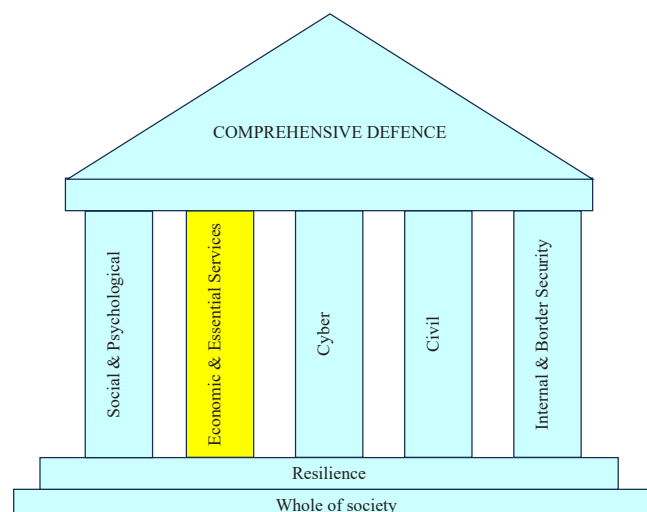 COMPREHENSIVE DEFENCE
Social & Psychological
Economic & Essential Services
Cyber
Civil
Internal & Border Security
Resilience
Whole of society